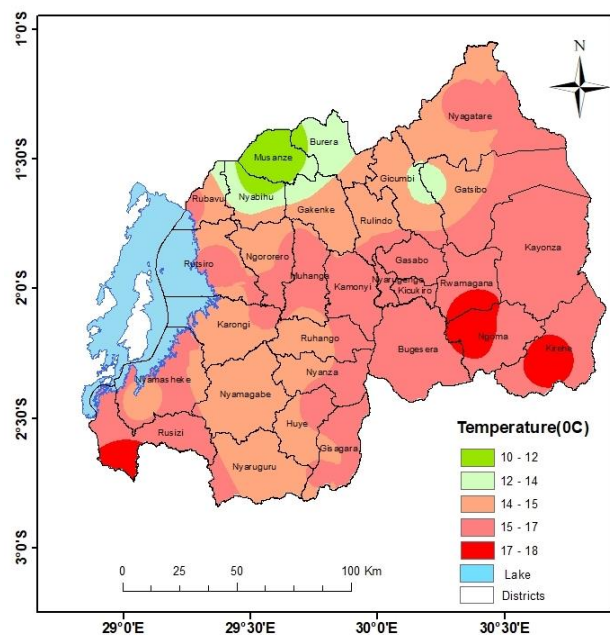 1°0'S
1°30'S
2°0'S
2°30'S
3°0'S
N
Nyagatare
Burera
Musanze
Gicumbi
Gatsibo
Rubavu
Nyabihu
Gakenke
Rulindo
Kayonza
Rutsiro
Ngororero
Gasabo
Muhanga
Kamonyi
Nyarugenge
Rwamagana
Kicukiro
Karongi
Ruhango
Ngoma
Bugesera
Kirehe
Nyamasheke
Nyanza
Nyamagabe
Huye
Rusizi
Gisagara
Nyaruguru
Temperature(0C)
10 - 12
12 - 14
14 - 15
15 - 17
17 - 18
Lake
Districts
0 25 50 100 Km
29°0'E 29°30'E 30°0'E 30°30'E